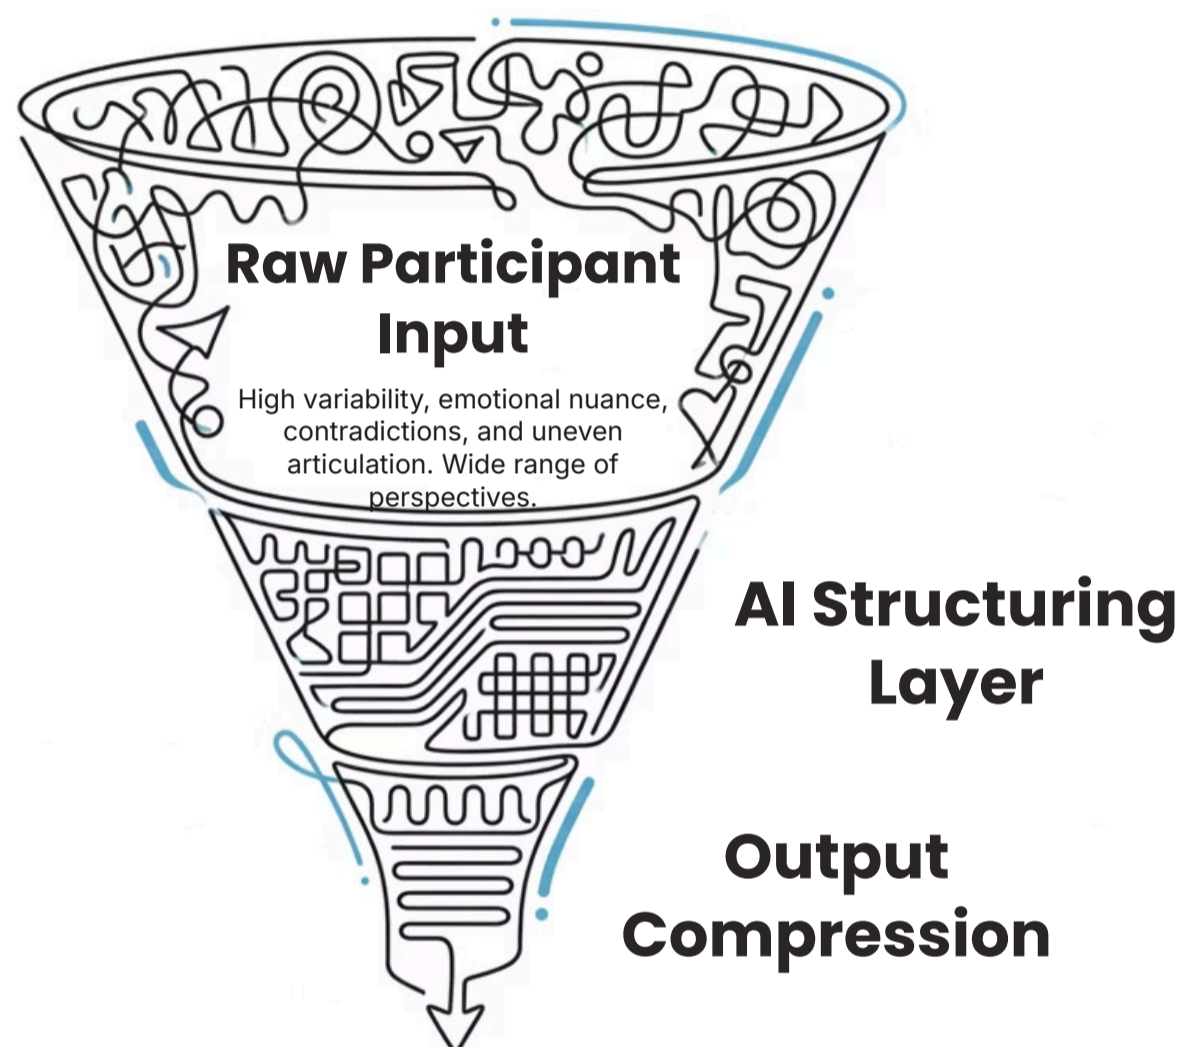 Raw Participant
Input
High variability, emotional nuance,
contradictions, and uneven
articulation. Wide range of
perspectives.
AI Structuring
Layer
Output
Compression